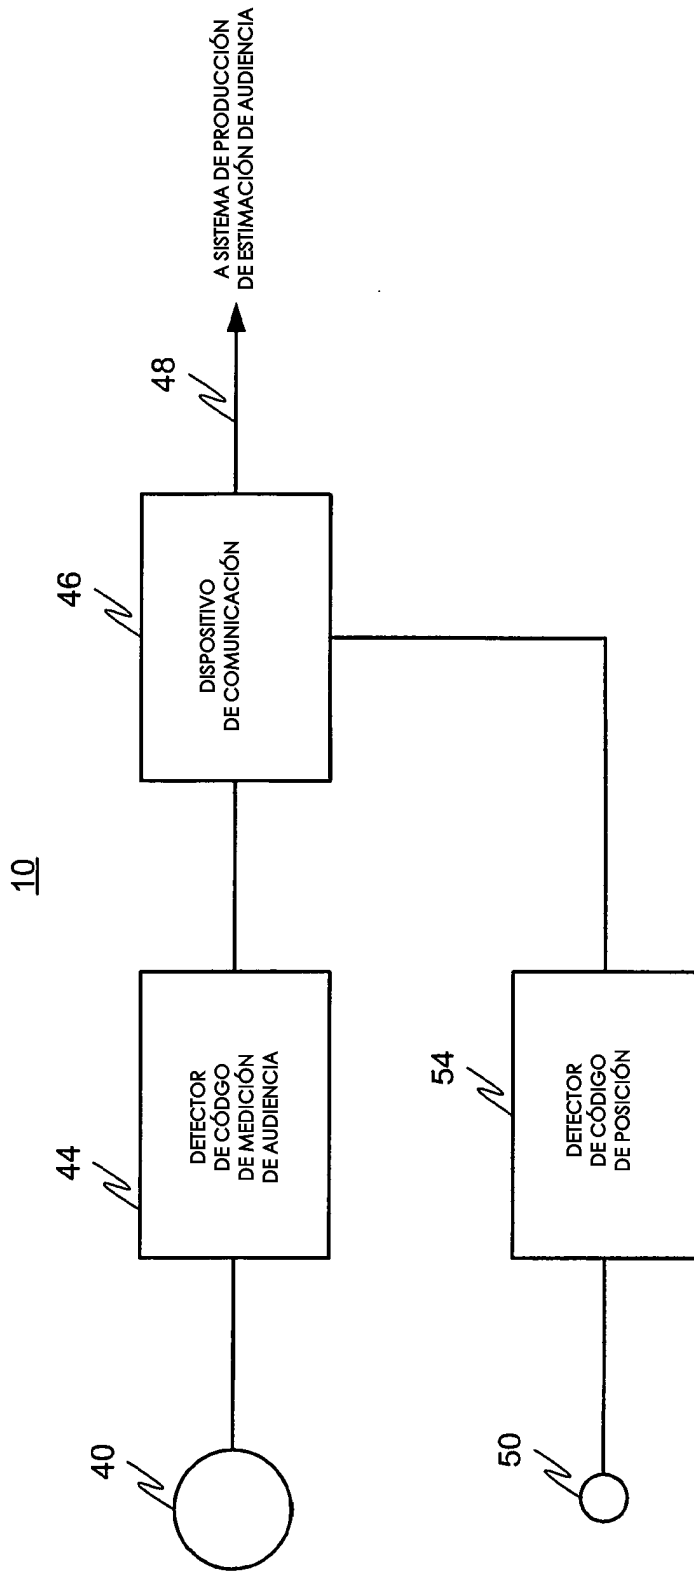 10
40
44
DETECTOR
DE CÓDGO
DE MEDICIÓN
DE AUDIENCIA
46
DISPOSITIVO
DE COMUNICACIÓN
48
A SISTEMA DE PRODUCCIÓN
DE ESTIMACIÓN DE AUDIENCIA
50
54
DETECTOR
DE CÓDIGO
DE POSICIÓN